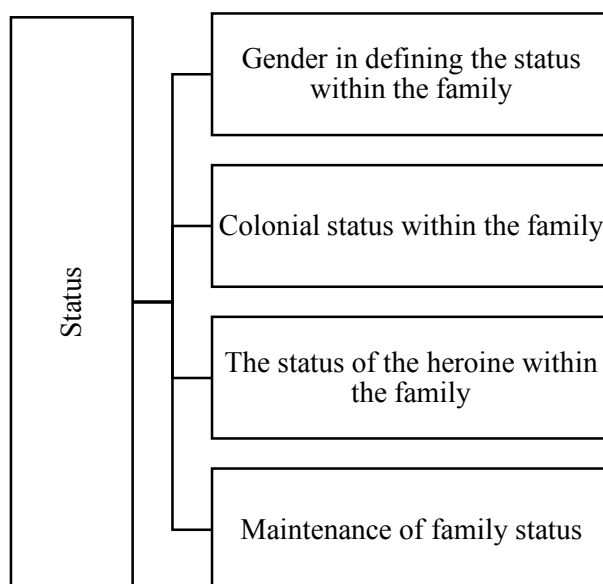 Status
Gender in defining the status
within the family
Colonial status within the family
The status of the heroine within
the family
Maintenance of family status